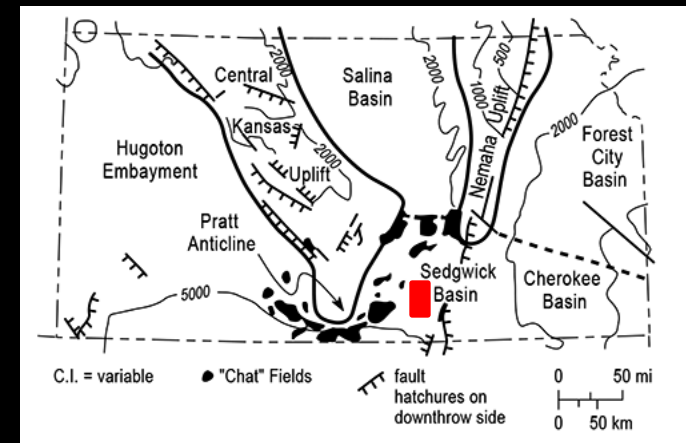 Central
Kansas
Uplift
2000
2000
Salina
Basin
2000
1000
500
Nemaha Uplift
2000
Forest
City
Basin
Hugoton
Embayment
Pratt
Anticline
5000
Sedgwick
Basin
Cherokee
Basin
C.I. = variable
"Chat" Fields
fault
hatchures on
downthrow side
0 50 mi
0 50 km